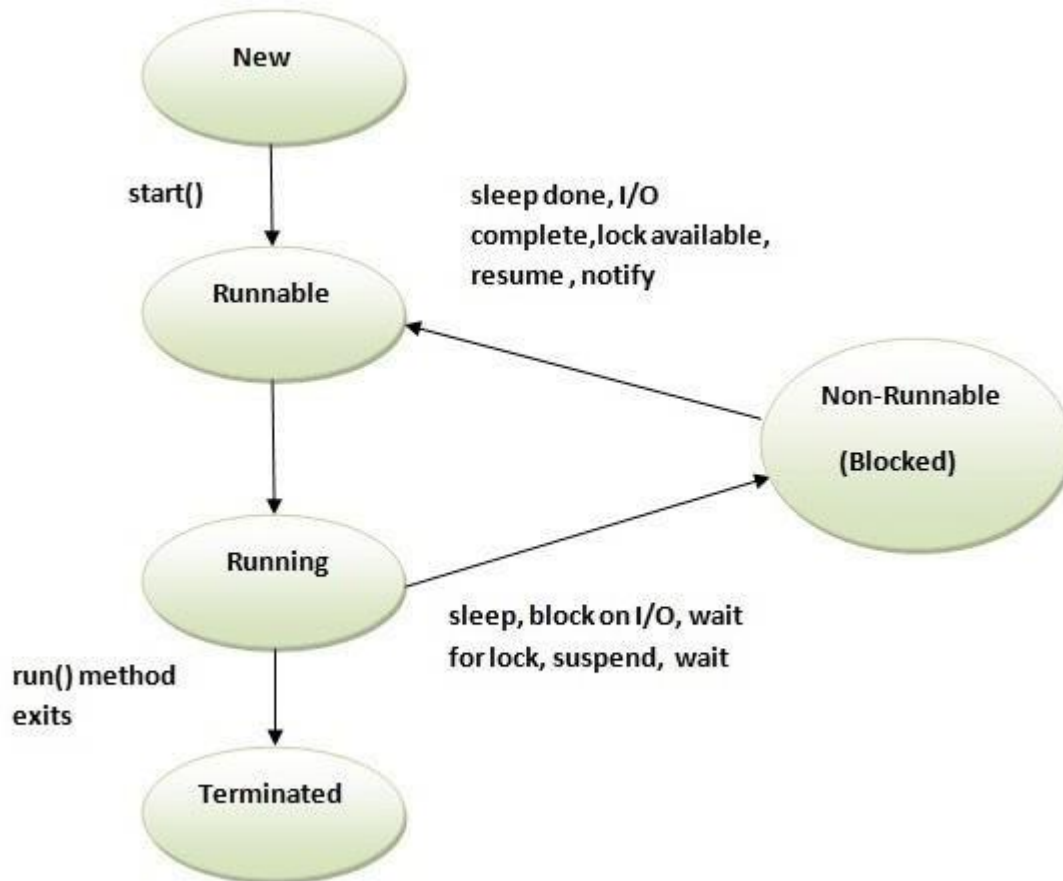 New
start()
sleep done, I/O
complete,lock available,
resume , notify
Runnable
Non-Runnable
(Blocked)
Running
sleep, block on I/O, wait
for lock, suspend, wait
run() method
exits
Terminated